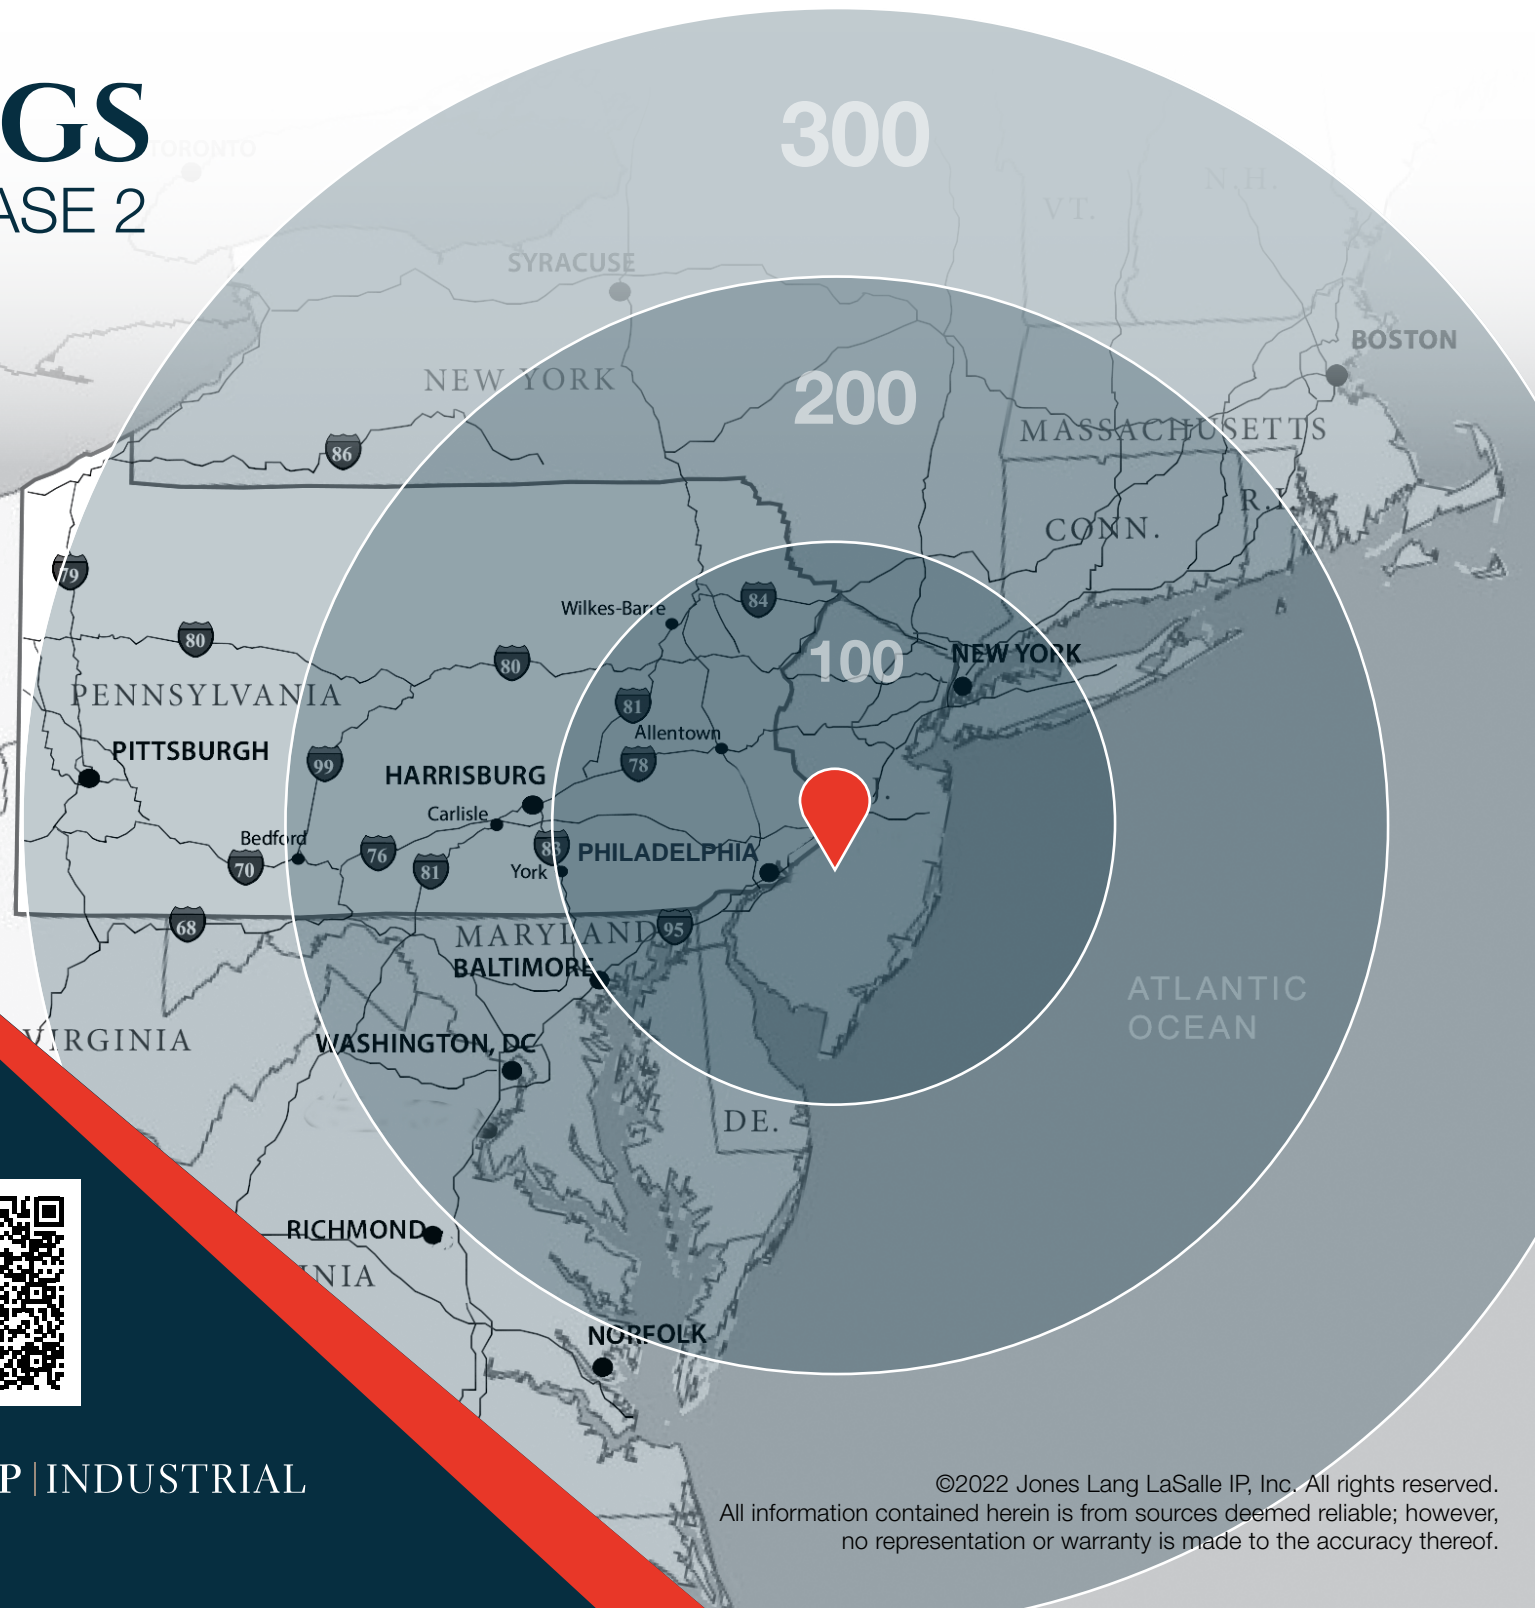 GS
ASE 2
TORONTO
300
N.H.
VT.
SYRACUSE
BOSTON
NEW YORK
200
MASSACHUSETTS
86
R.I.
CONN.
79
84
Wilkes-Barre
80
80
100
NEW YORK
PENNSYLVANIA
81
Allentown
PITTSBURGH
99
78
HARRISBURG
J.
Carlisle
Bedford
76
83
PHILADELPHIA
70
81
York
68
95
MARYLAND
BALTIMORE
ATLANTIC
OCEAN
VIRGINIA
WASHINGTON, DC
DE.
RICHMOND
INIA
NORFOLK
P | INDUSTRIAL
©2022 Jones Lang LaSalle IP, Inc. All rights reserved.
All information contained herein is from sources deemed reliable; however,
no representation or warranty is made to the accuracy thereof.